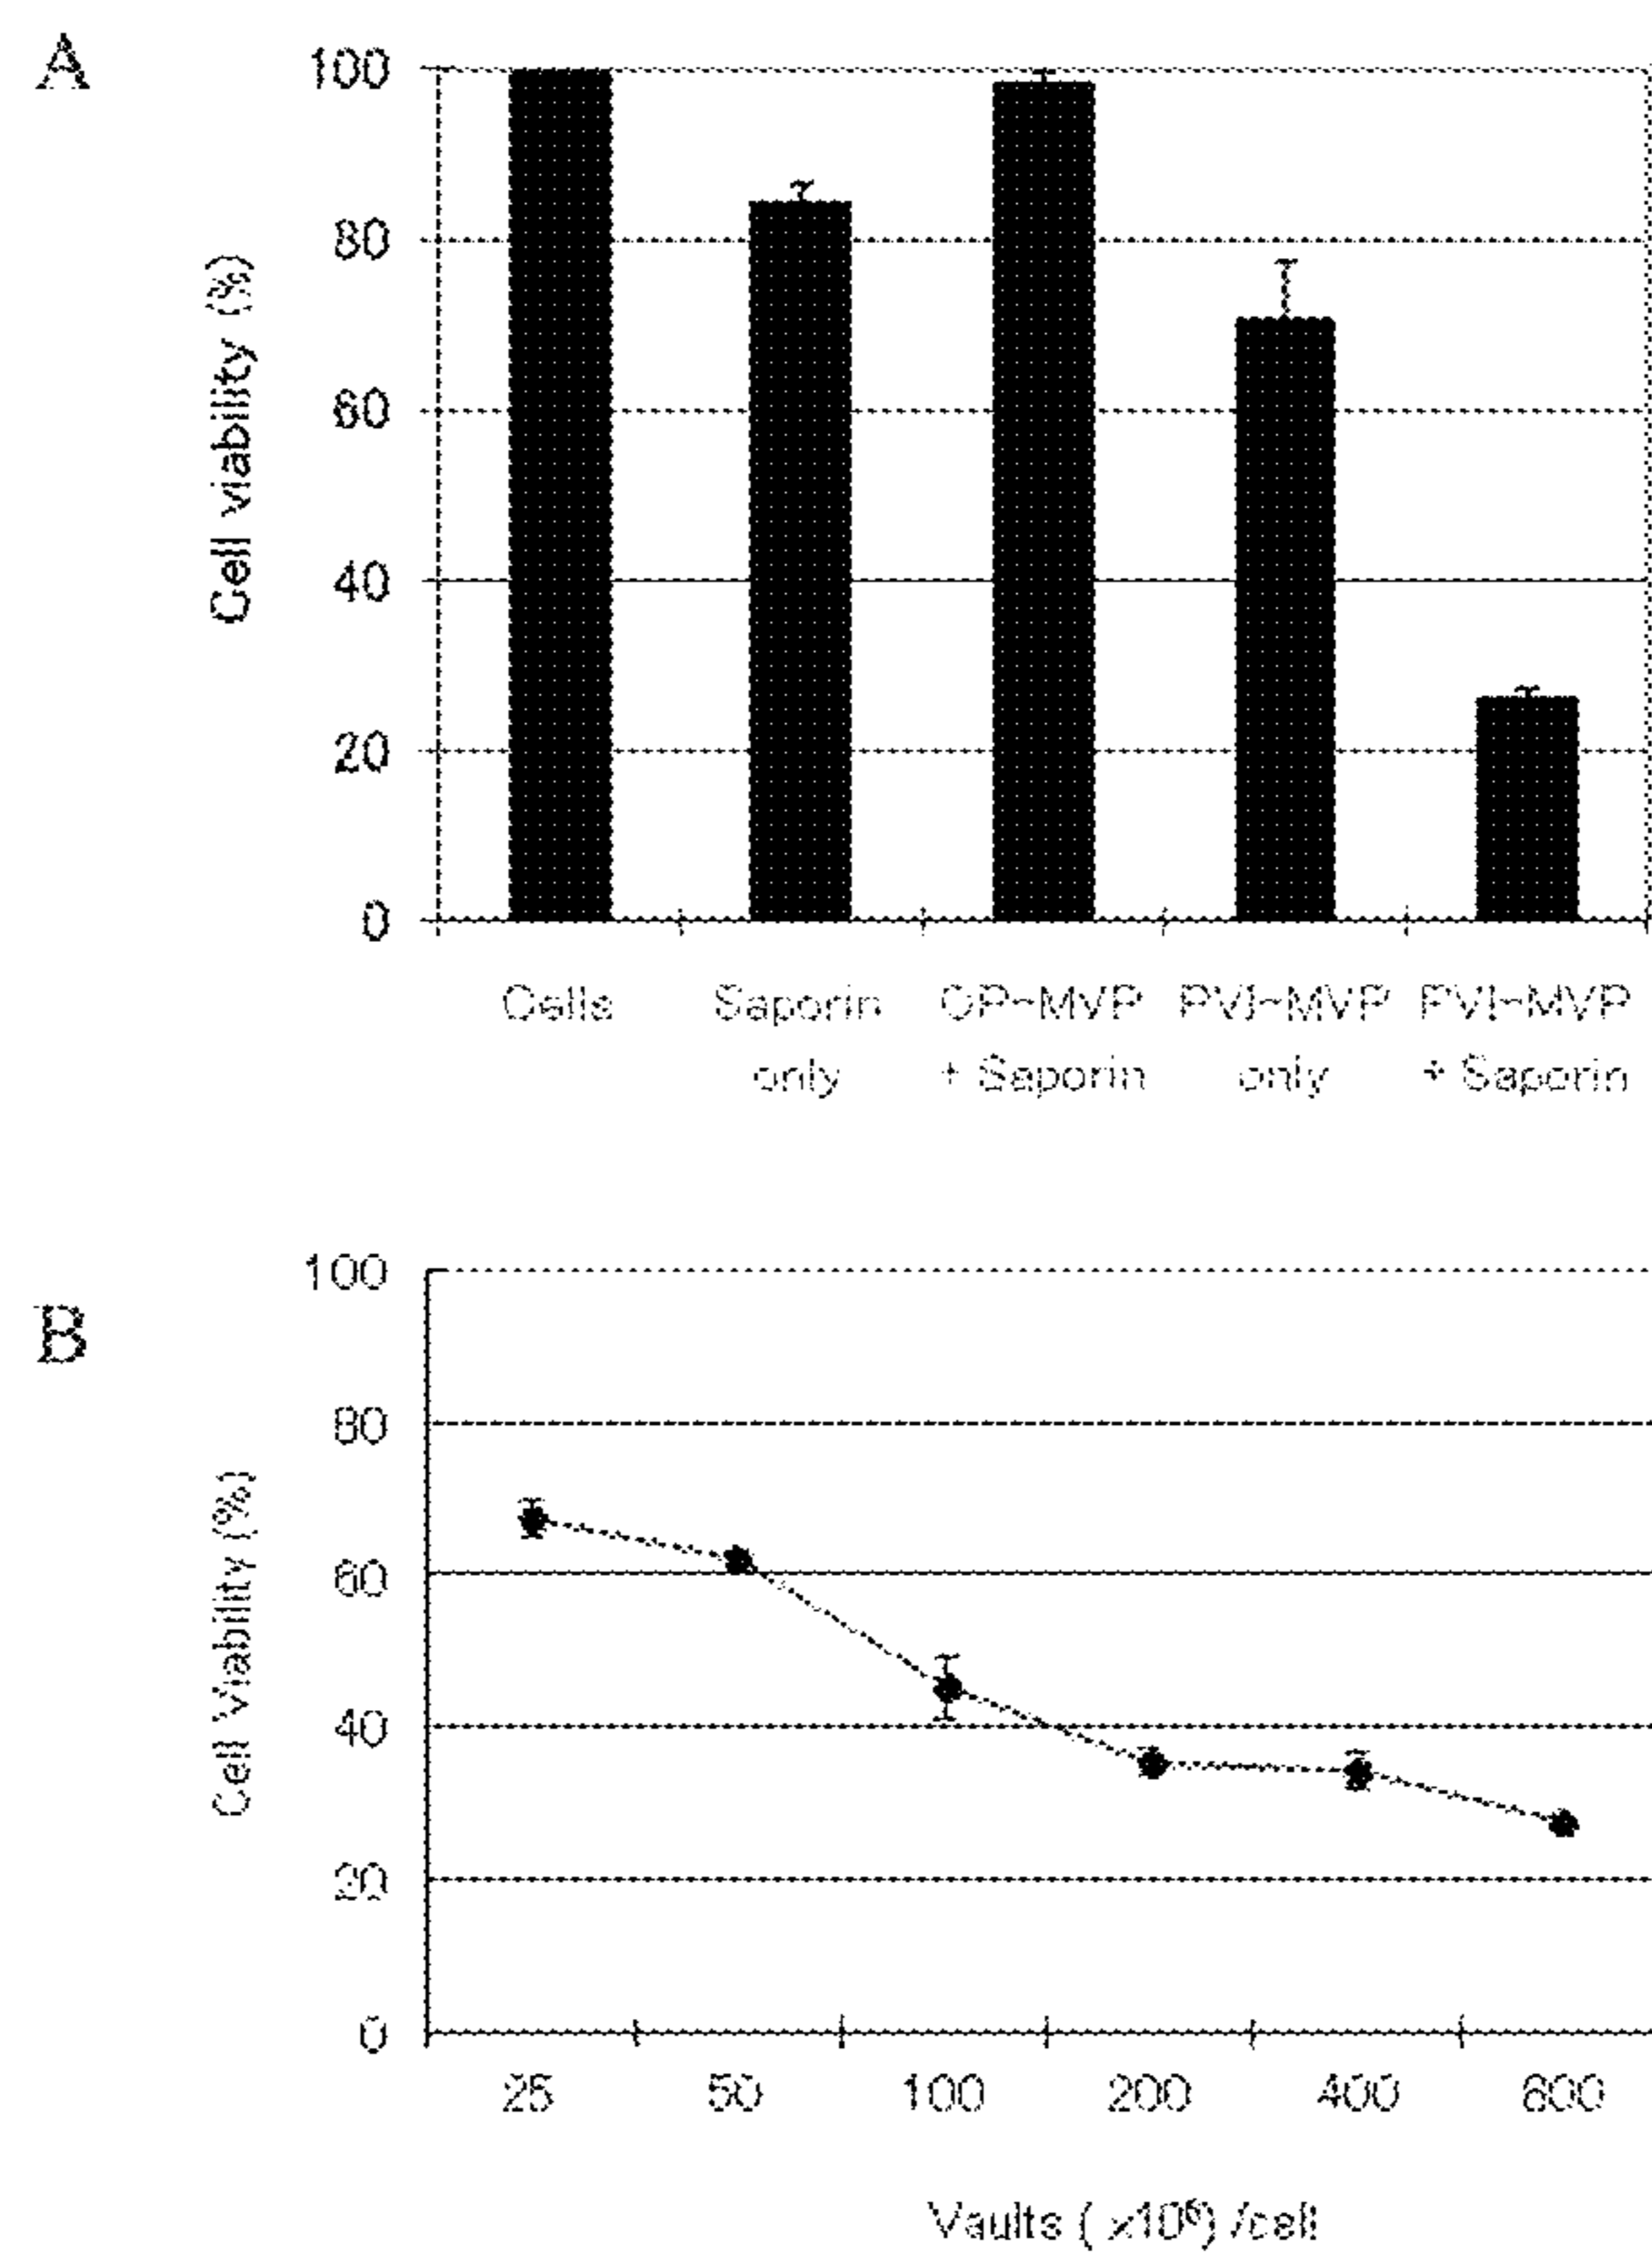 A
100
80
60
40
20
0
Cell viability (%)
Cells
Saporin only
CP-MVP + Saporin
PVI-MVP only
PVI-MVP + Saporin
B
100
80
60
40
20
0
Cell Viability (%)
25 50 100 200 400 800
Vaults ( x10⁶) /cell